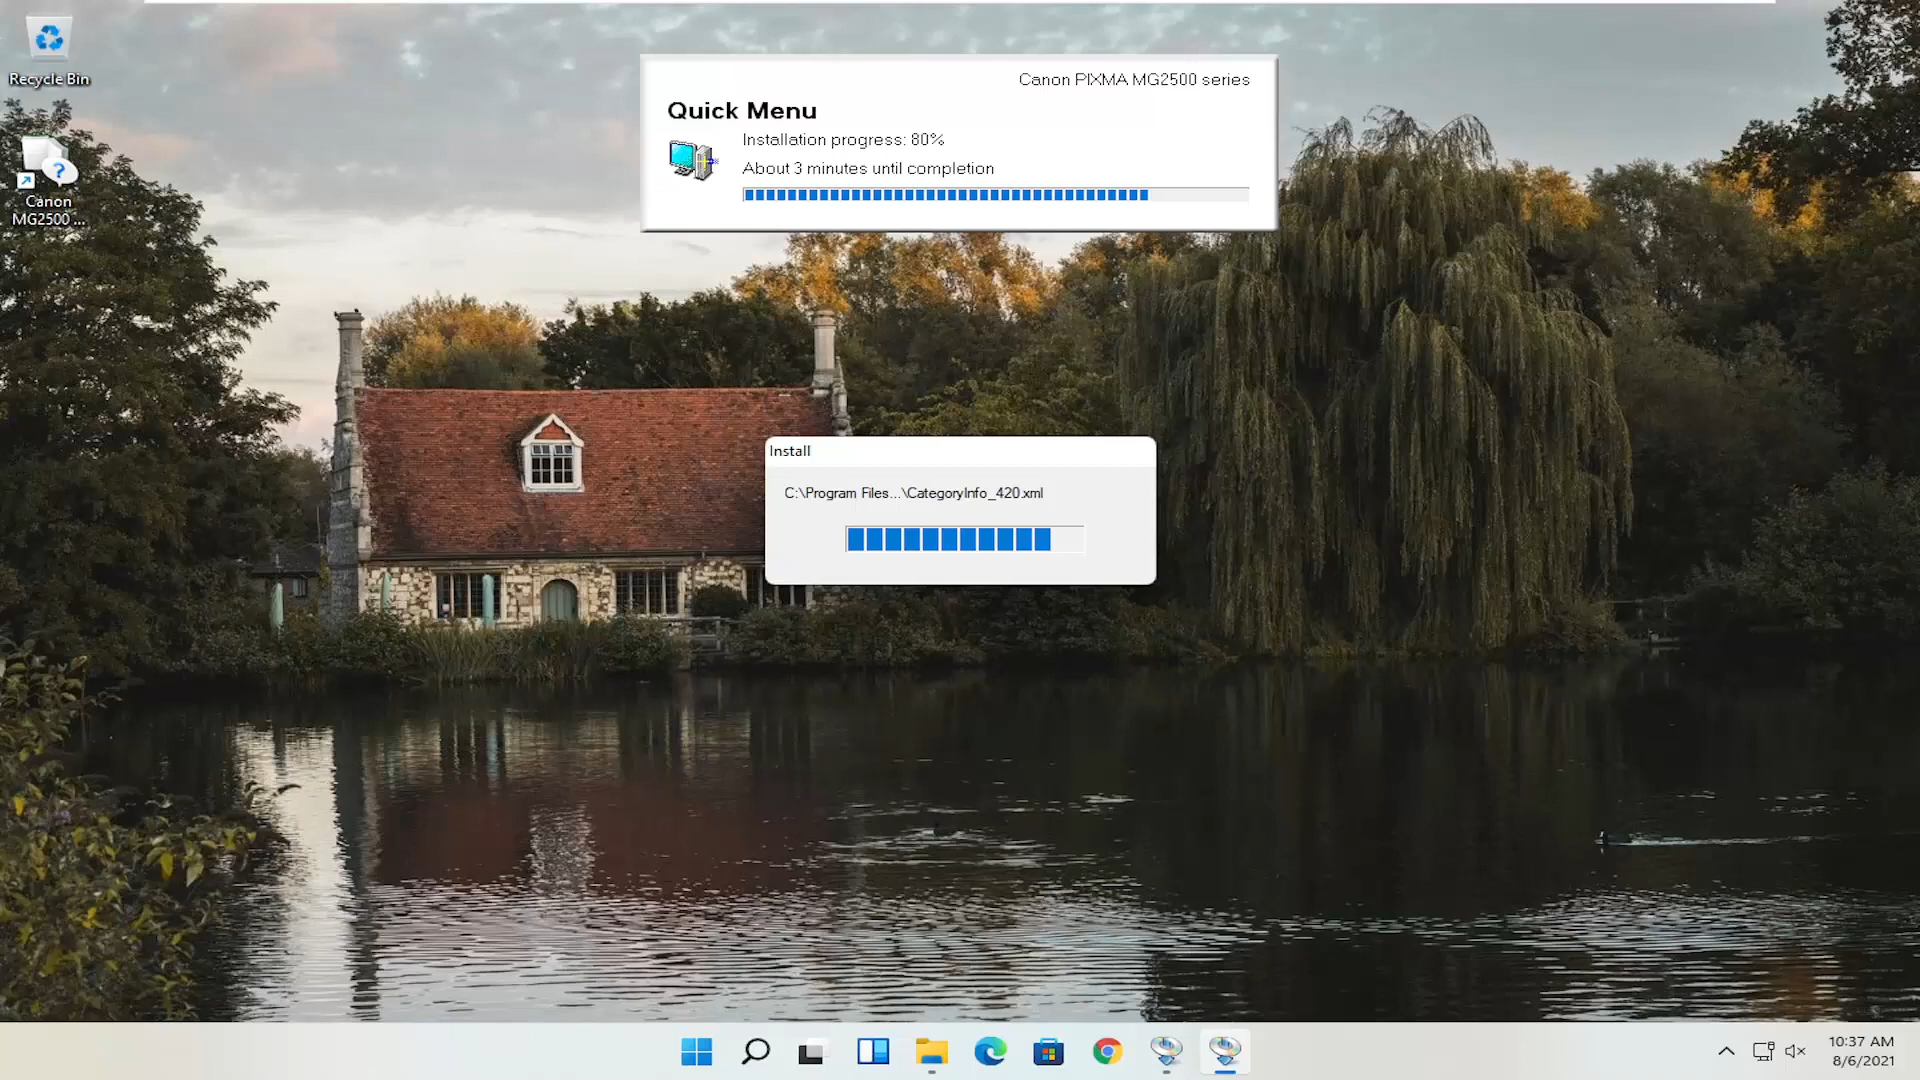 Recycle Bin
Canon
MG2500 ...
Canon PIXMA MG2500 series
Quick Menu
Installation progress: 80%
About 3 minutes until completion
Install
C:\Program Files...\CategoryInfo_420.xml
10:37 AM
8/6/2021